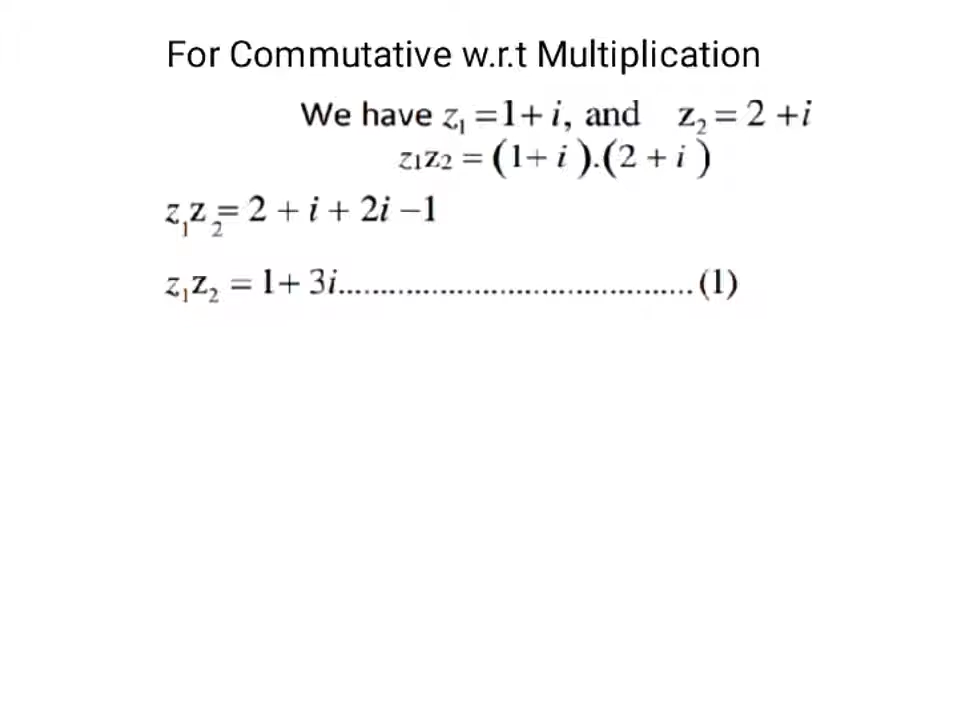 For Commutative w.r.t Multiplication
We have z₁ =1+ i, and z₂ = 2 +i
z₁z₂ = (1+ i ).(2 + i )
z₁z₂= 2 + i + 2i −1
z₁z₂ = 1+ 3i..........................................(1)